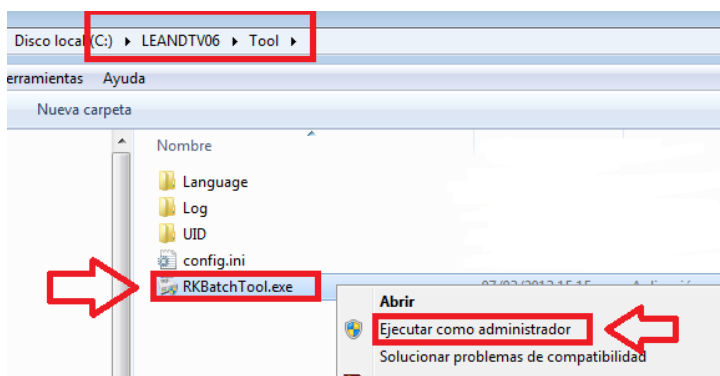 Disco local (C:) ▸ LEANDTV06 ▸ Tool ▸
erramientas Ayuda
Nueva carpeta
Nombre
Language
Log
UID
config.ini
RKBatchTool.exe
Abrir
Ejecutar como administrador
Solucionar problemas de compatibilidad